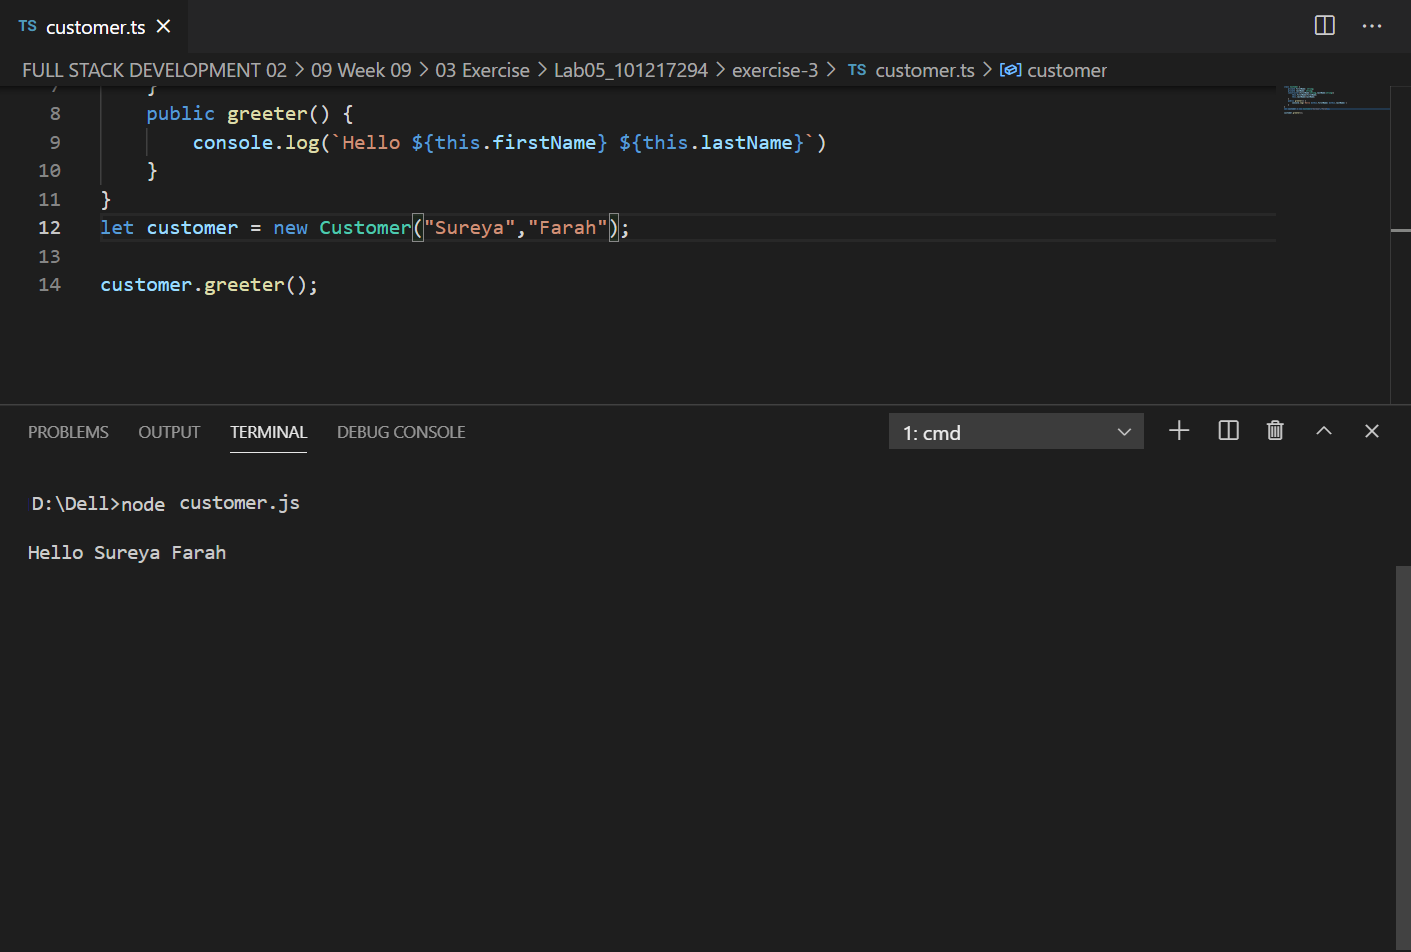 TS customer.ts
FULL STACK DEVELOPMENT 02 > 09 Week 09 > 03 Exercise > Lab05_101217294 > exercise-3 > TS customer.ts > customer
7 }
8 public greeter() {
9 console.log(`Hello ${this.firstName} ${this.lastName}`)
10 }
11 }
12 let customer = new Customer("Sureya","Farah");
13
14 customer.greeter();
PROBLEMS OUTPUT TERMINAL DEBUG CONSOLE 1: cmd
D:\Dell>node customer.js
Hello Sureya Farah